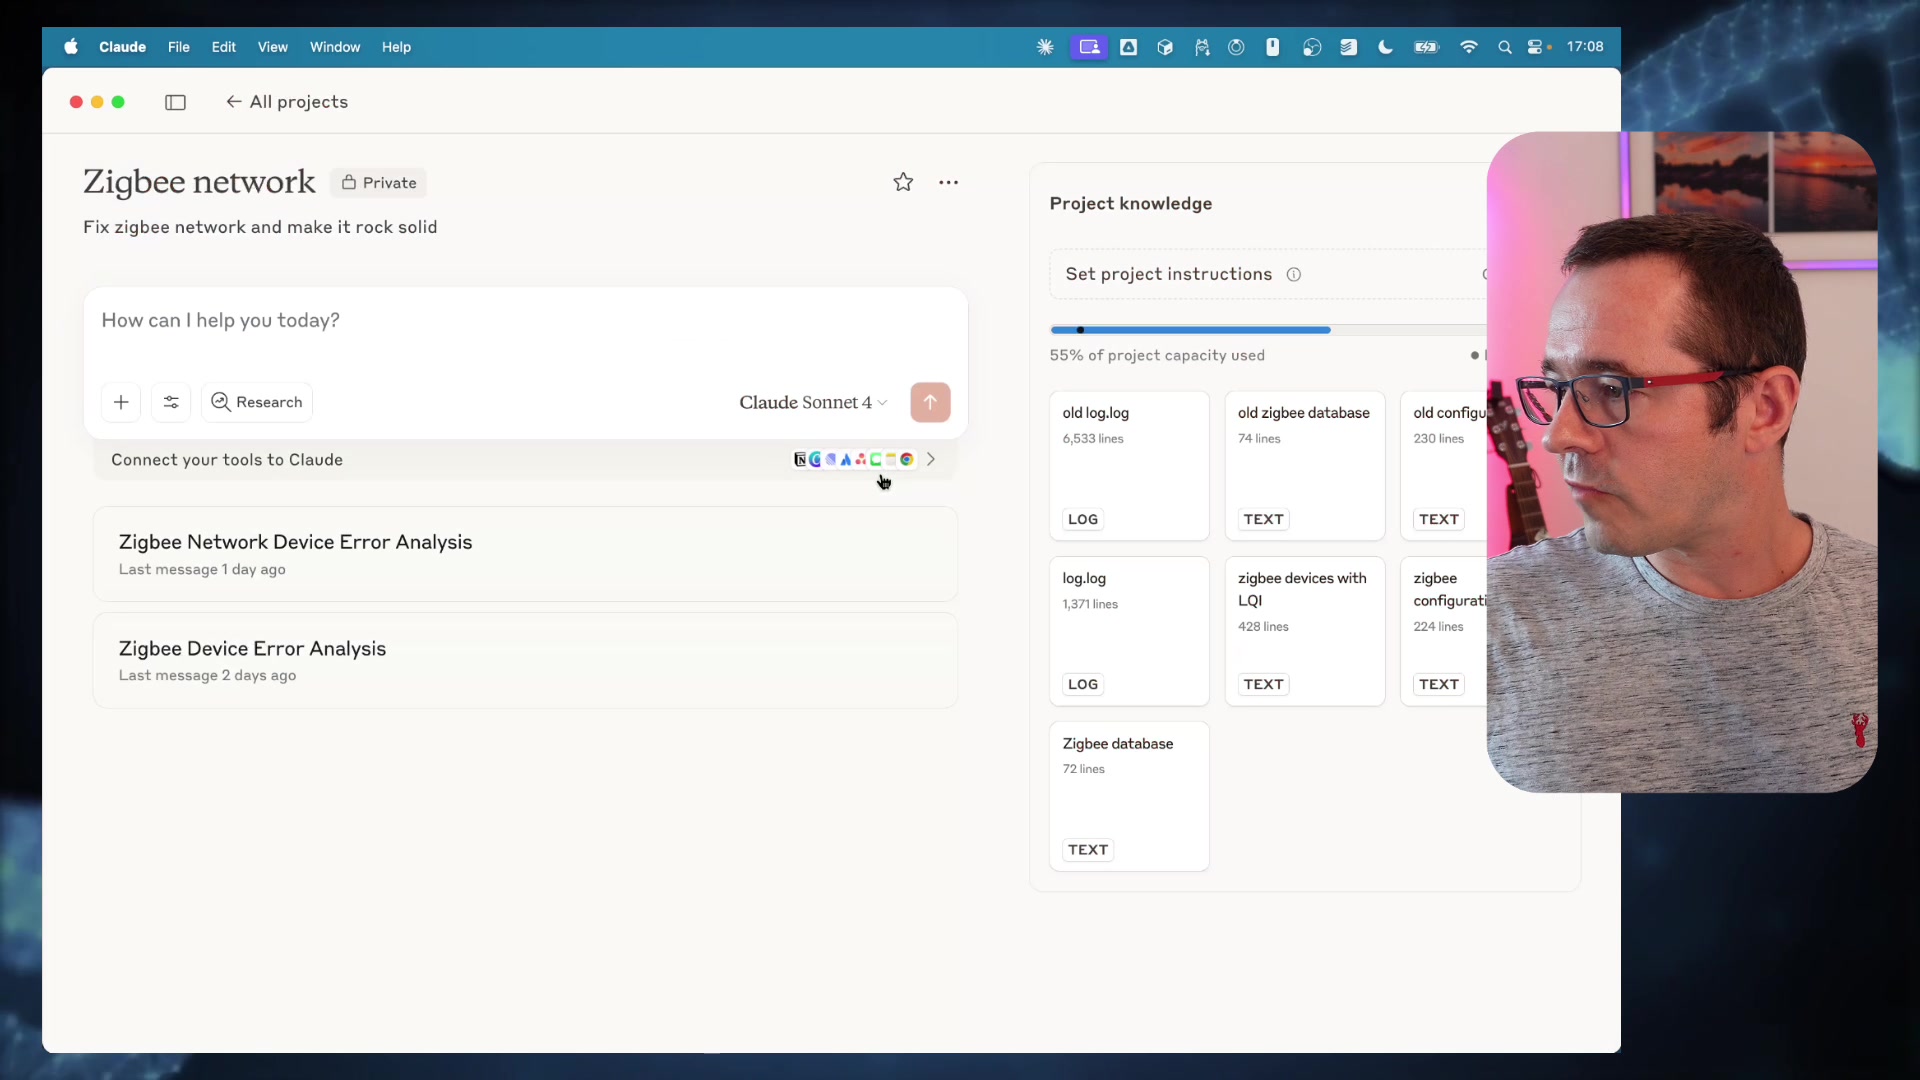 Claude File Edit View Window Help 17:08
All projects
Zigbee network Private
Fix zigbee network and make it rock solid
How can I help you today?
Research Claude Sonnet 4
Connect your tools to Claude
Zigbee Network Device Error Analysis
Last message 1 day ago
Zigbee Device Error Analysis
Last message 2 days ago
Project knowledge
Set project instructions
55% of project capacity used
old log.log
6,533 lines
LOG
old zigbee database
74 lines
TEXT
old configu
230 lines
TEXT
log.log
1,371 lines
LOG
zigbee devices with
LQI
428 lines
TEXT
zigbee
configurati
224 lines
TEXT
Zigbee database
72 lines
TEXT